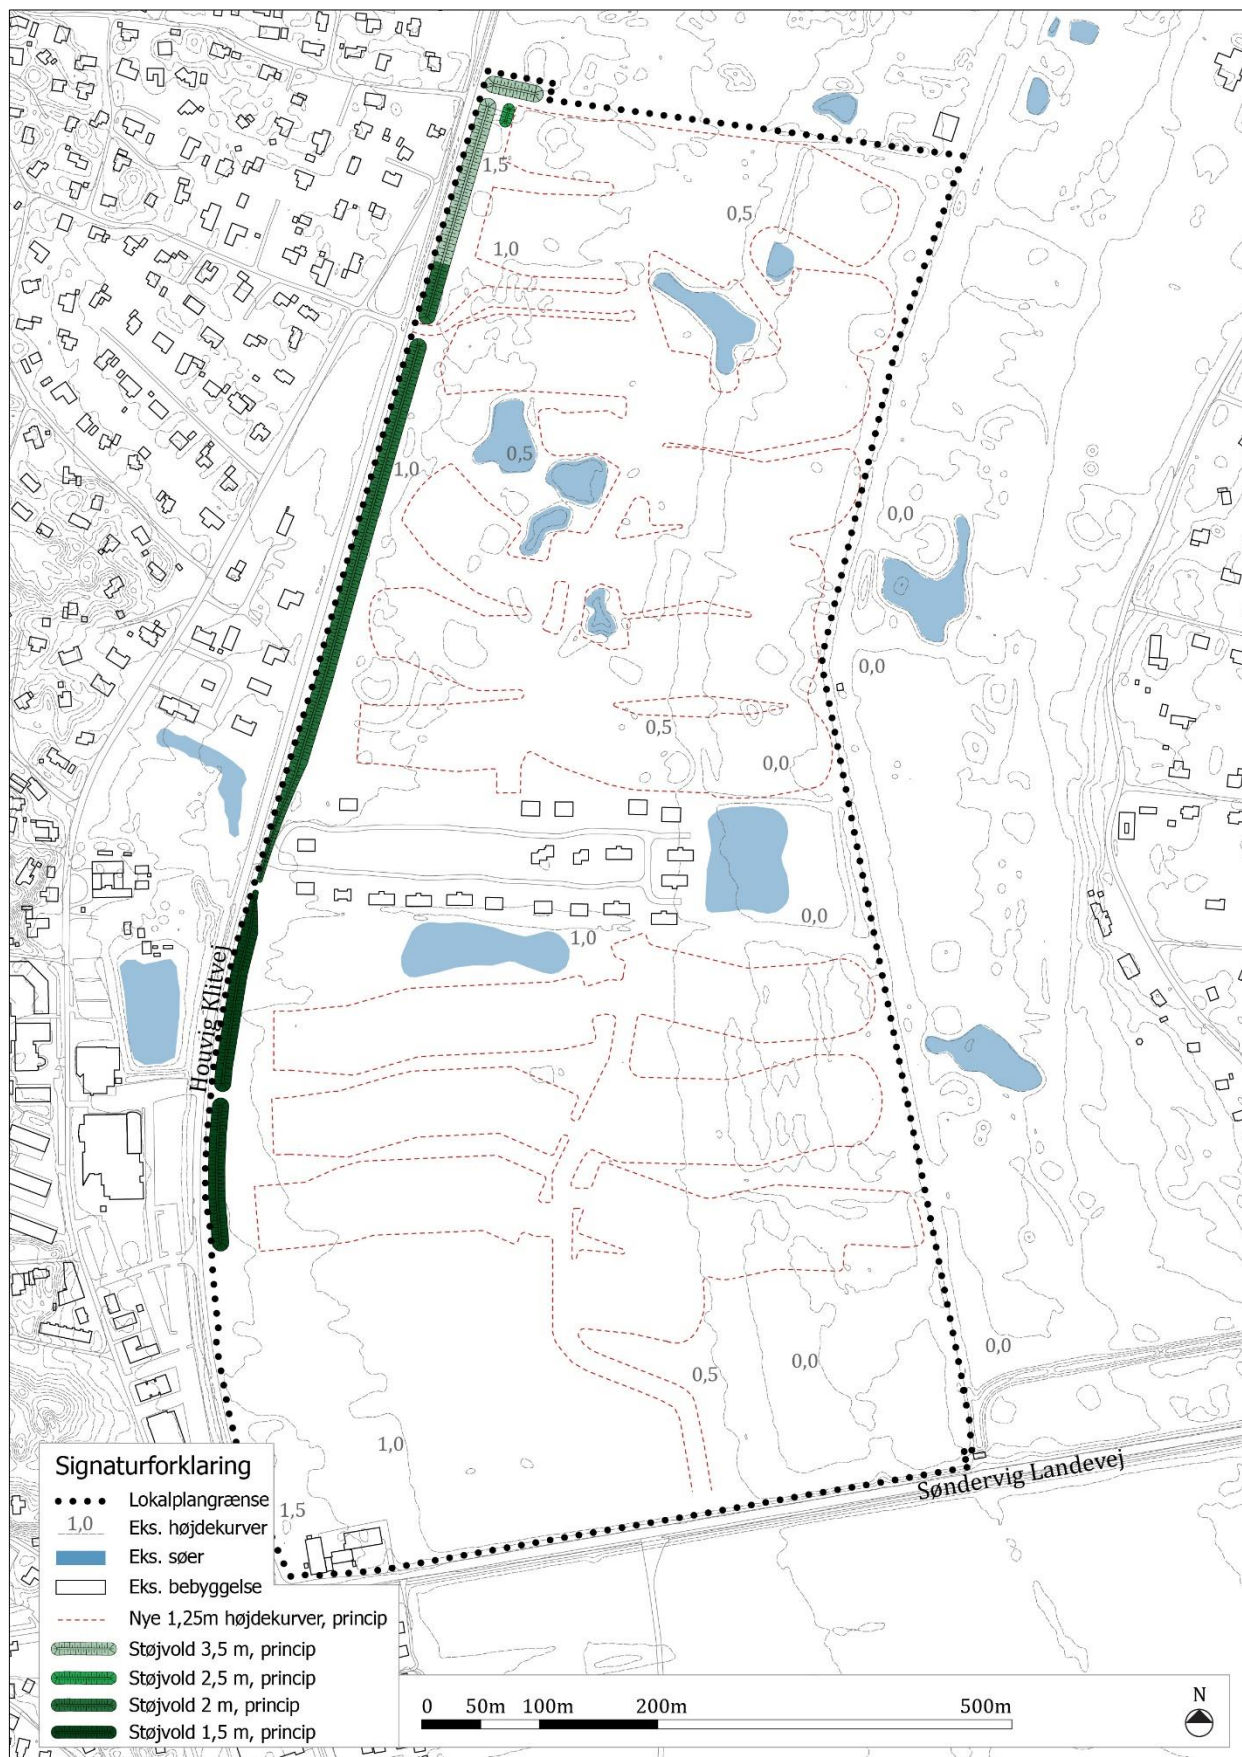 1,5
0,5
1,0
0,5
1,0
0,0
0,0
0,5
0,0
0,0
1,0
Houvig Klitvej
0,0
0,0
0,5
1,0
Søndervig Landevej
1,5
Signaturforklaring
Lokalplangrænse
1,0 Eks. højdekurver
Eks. søer
Eks. bebyggelse
Nye 1,25m højdekurver, princip
Støjvold 3,5 m, princip
Støjvold 2,5 m, princip
Støjvold 2 m, princip
Støjvold 1,5 m, princip
0 50m 100m 200m 500m
N